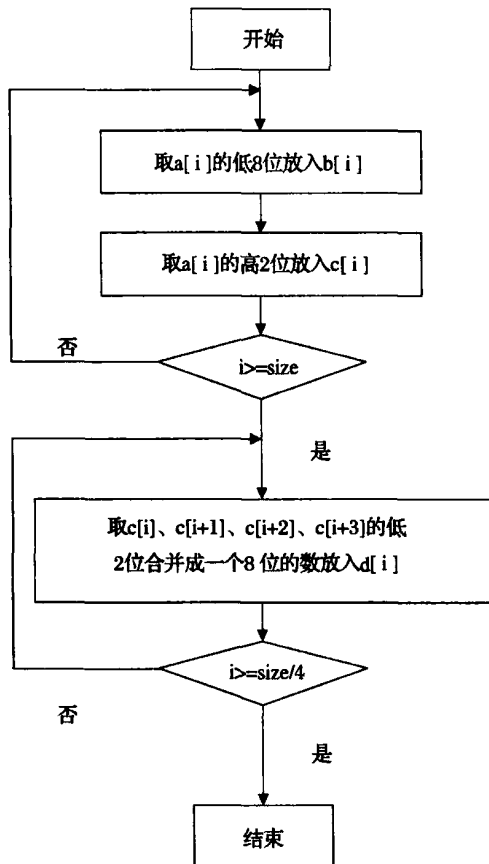 开始
取a[ i ]的低8位放入b[ i ]
取a[ i ]的高2位放入c[ i ]
否
i>=size
是
取c[i]、c[i+1]、c[i+2]、c[i+3]的低
2位合并成一个8 位的数放入d[ i ]
i>=size/4
否
是
结束